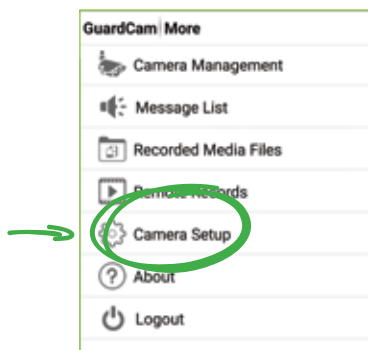 GuardCam More
Camera Management
Message List
Recorded Media Files
Remote Records
Camera Setup
About
Logout